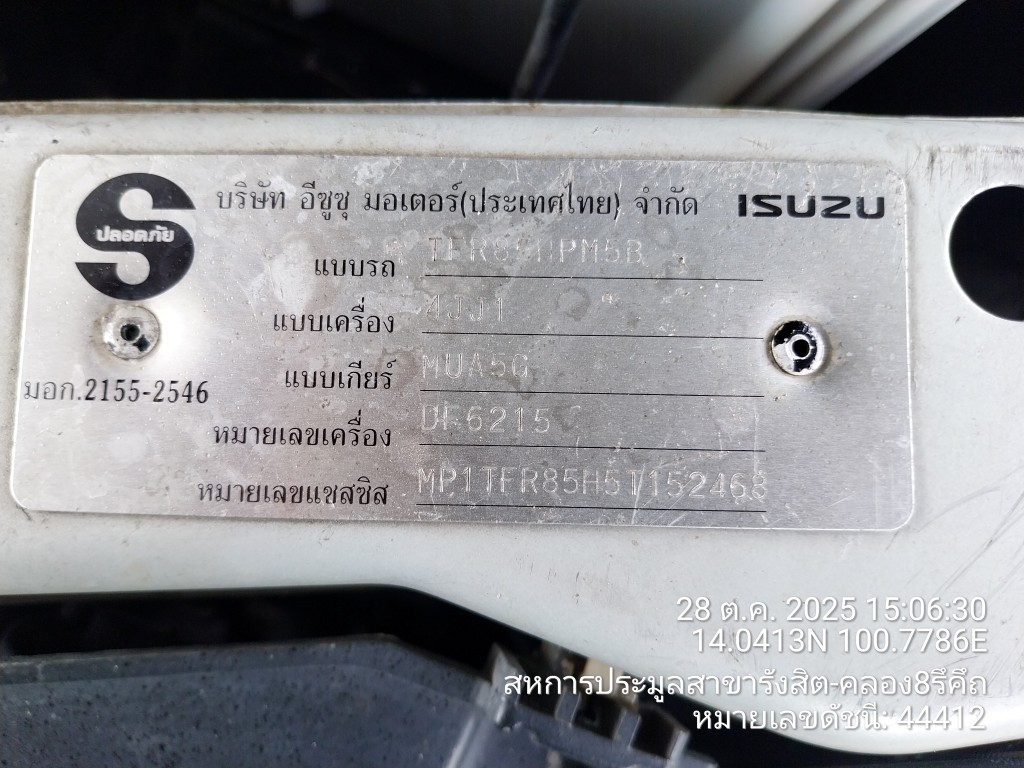 บริษัท อีซูซุ มอเตอร์(ประเทศไทย) จำกัด ISUZU
ปลอดภัย
แบบรถ TFR85HPM5R
แบบเครื่อง 4JJ1
แบบเกียร์ MUA5G
มอก.2155-2546
หมายเลขเครื่อง DF6215
หมายเลขแชสซิส MP1TFR85H5T152468
28 ต.ค. 2025 15:06:30
14.0413N 100.7786E
สหการประมูลสาขารังสิต-คลอง8รึคึถ
หมายเลขดัชนี: 44412